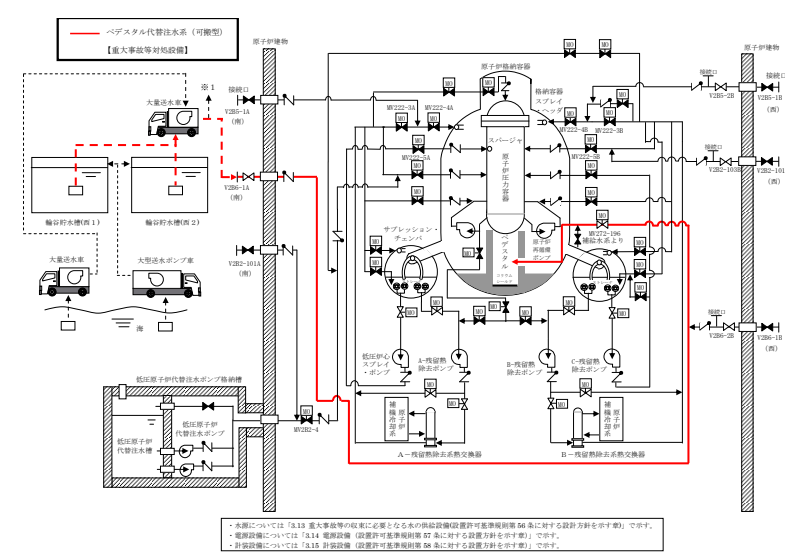 ペデスタル代替注水系（可搬型）
【重大事故等対処設備】
原子炉建物
原子炉建物
※１
接続口
V2B5-1A
(南)
大量送水車
V2B6-1A
(南)
輪谷貯水槽(西１)
輪谷貯水槽(西２)
V2B2-101A
(南)
大量送水車
大型送水ポンプ車
海
低圧原子炉代替注水ポンプ格納槽
低圧原子炉
代替注水槽
低圧原子炉
代替注水ポンプ
MV2B2-4
原子炉格納容器
格納容器
スプレイ
・ヘッダ
MV222-3A
MV222-4A
MV222-4B
MV222-3B
MV222-5A
MV222-5B
スパージャ
原子炉圧力容器
サプレッション・
チェンバ
ペデスタル
原子炉
再循環
ポンプ
MV272-196
補給水系より
接続口
V2B5-2B
接続口
V2B5-1B
(西)
接続口
V2B2-103B
V2B2-101
(西)
接続口
V2B6-2B
V2B6-1B
(西)
低圧炉心
スプレイ・
ポンプ
A-残留熱
除去ポンプ
B-残留熱
除去ポンプ
C-残留熱
除去ポンプ
原子炉
補機冷却系
原子炉
補機冷却系
A－残留熱除去系熱交換器
B－残留熱除去系熱交換器
・水源については「3.13 重大事故等の収束に必要となる水の供給設備(設置許可基準規則第 56 条に対する設計方針を示す章)」で示す。
・電源設備については「3.14 電源設備（設置許可基準規則第 57 条に対する設置方針を示す章)」で示す。
・計装設備については「3.15 計装設備（設置許可基準規則第 58 条に対する設置方針を示す章)」で示す。